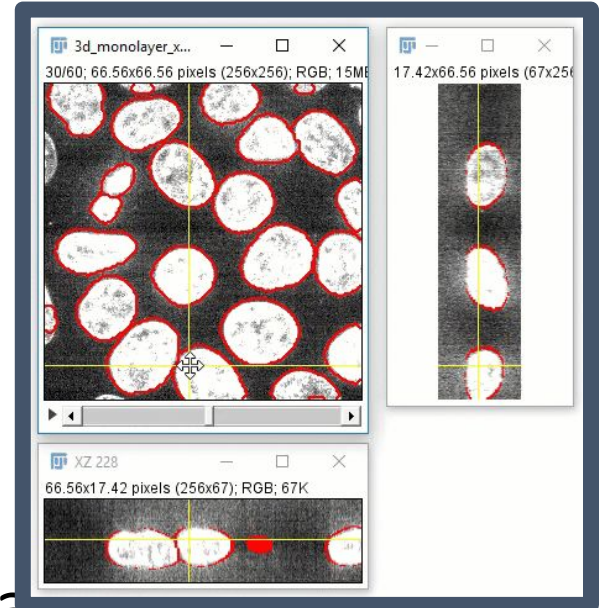 3d_monolayer_x...
30/60; 66.56x66.56 pixels (256x256); RGB; 15M
17.42x66.56 pixels (67x256
XZ 228
66.56x17.42 pixels (256x67); RGB; 67K